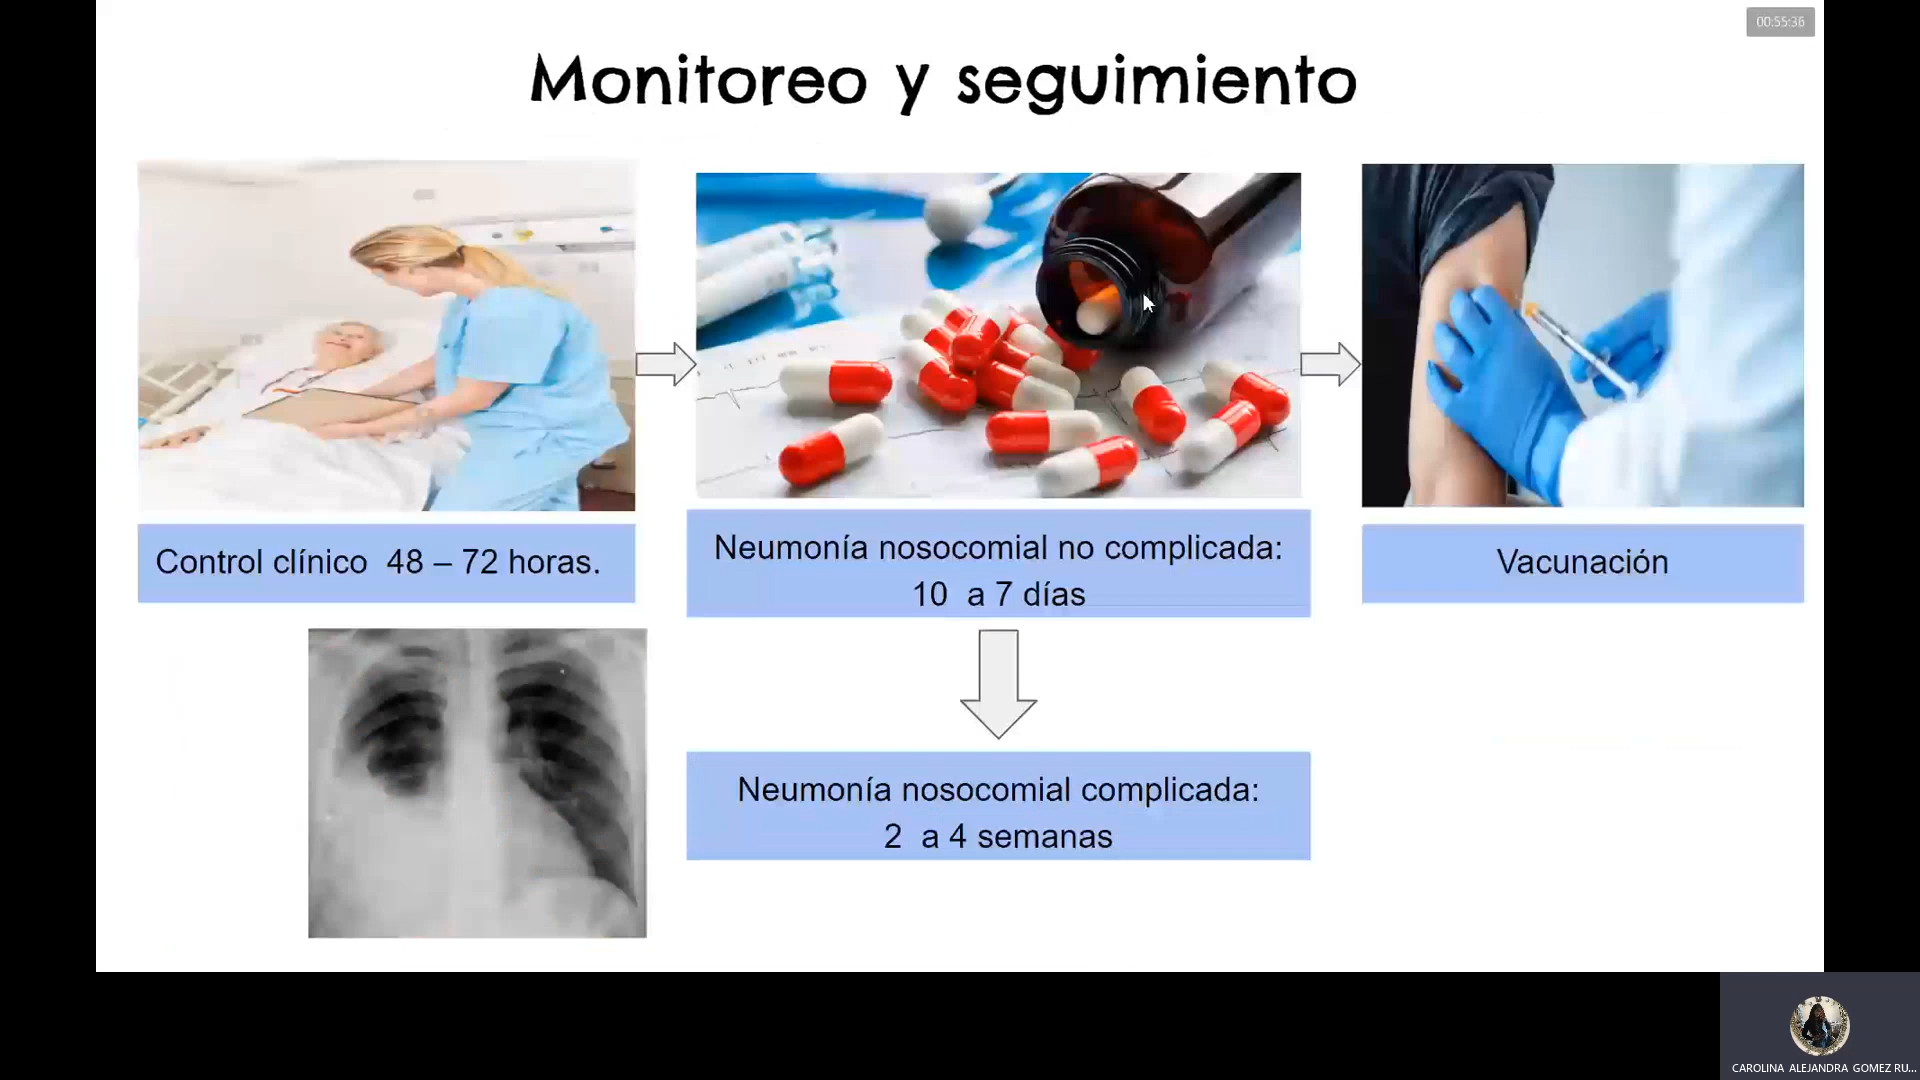 00:55:36
Monitoreo y seguimiento
Control clínico 48 – 72 horas.
Neumonía nosocomial no complicada:
10 a 7 días
Vacunación
Neumonía nosocomial complicada:
2 a 4 semanas
CAROLINA ALEJANDRA GOMEZ RU...